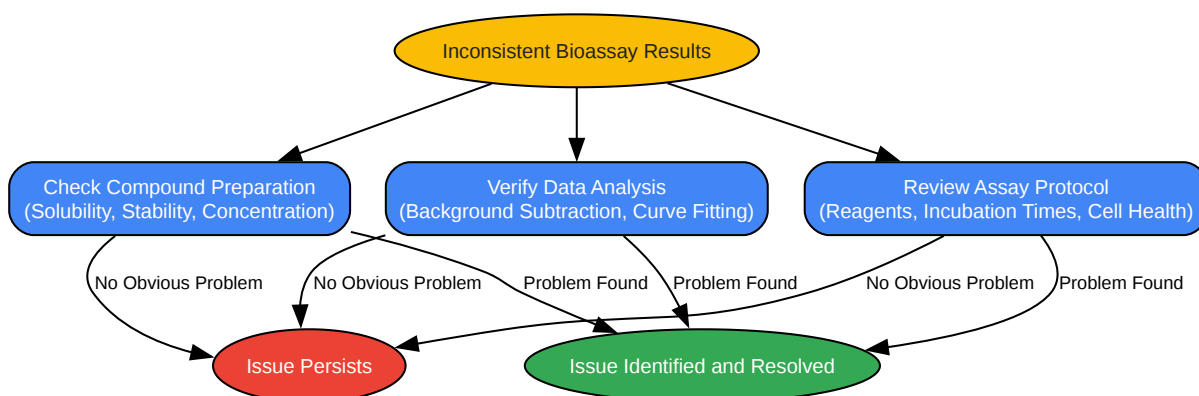 Inconsistent Bioassay Results
Check Compound Preparation
(Solubility, Stability, Concentration)
Verify Data Analysis
(Background Subtraction, Curve Fitting)
Review Assay Protocol
(Reagents, Incubation Times, Cell Health)
No Obvious Problem
No Obvious Problem
Problem Found
Problem Found
No Obvious Problem
Problem Found
Issue Persists
Issue Identified and Resolved